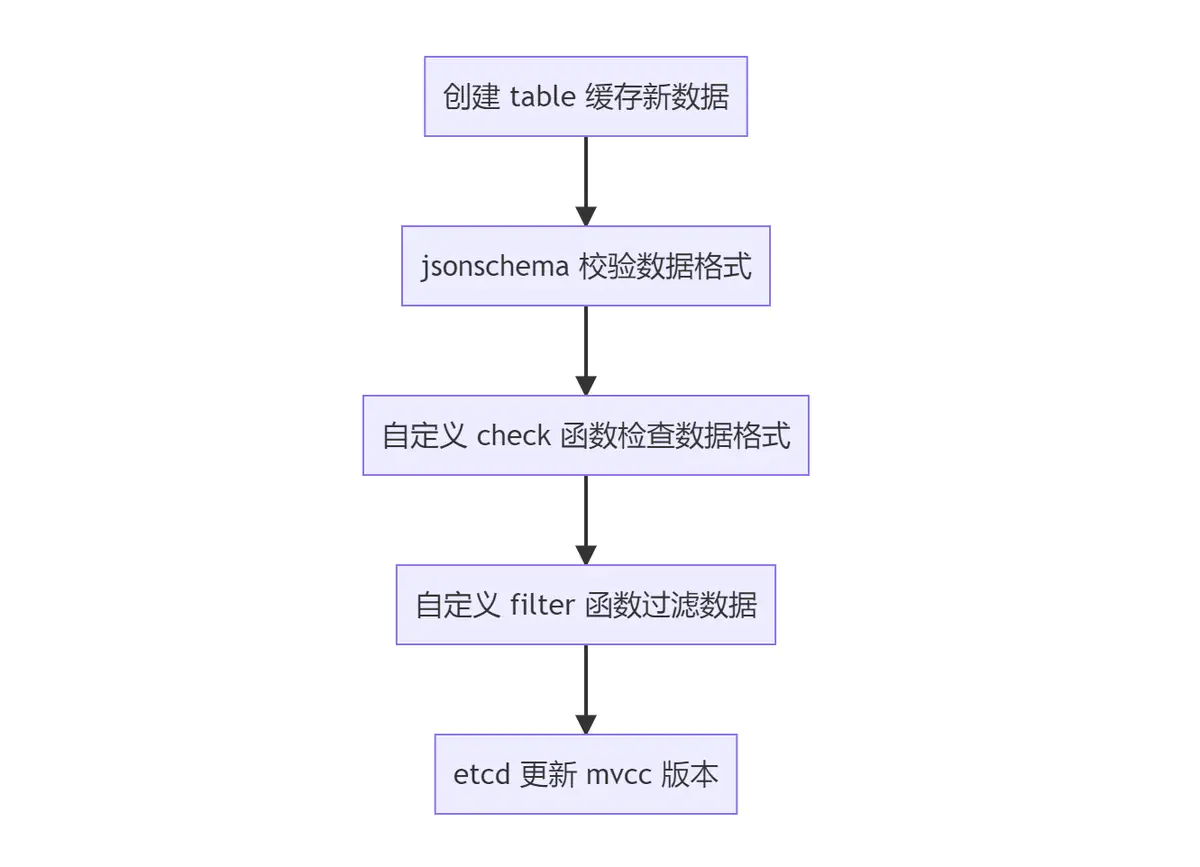 创建 table 缓存新数据
jsonschema 校验数据格式
自定义 check 函数检查数据格式
自定义 filter 函数过滤数据
etcd 更新 mvcc 版本